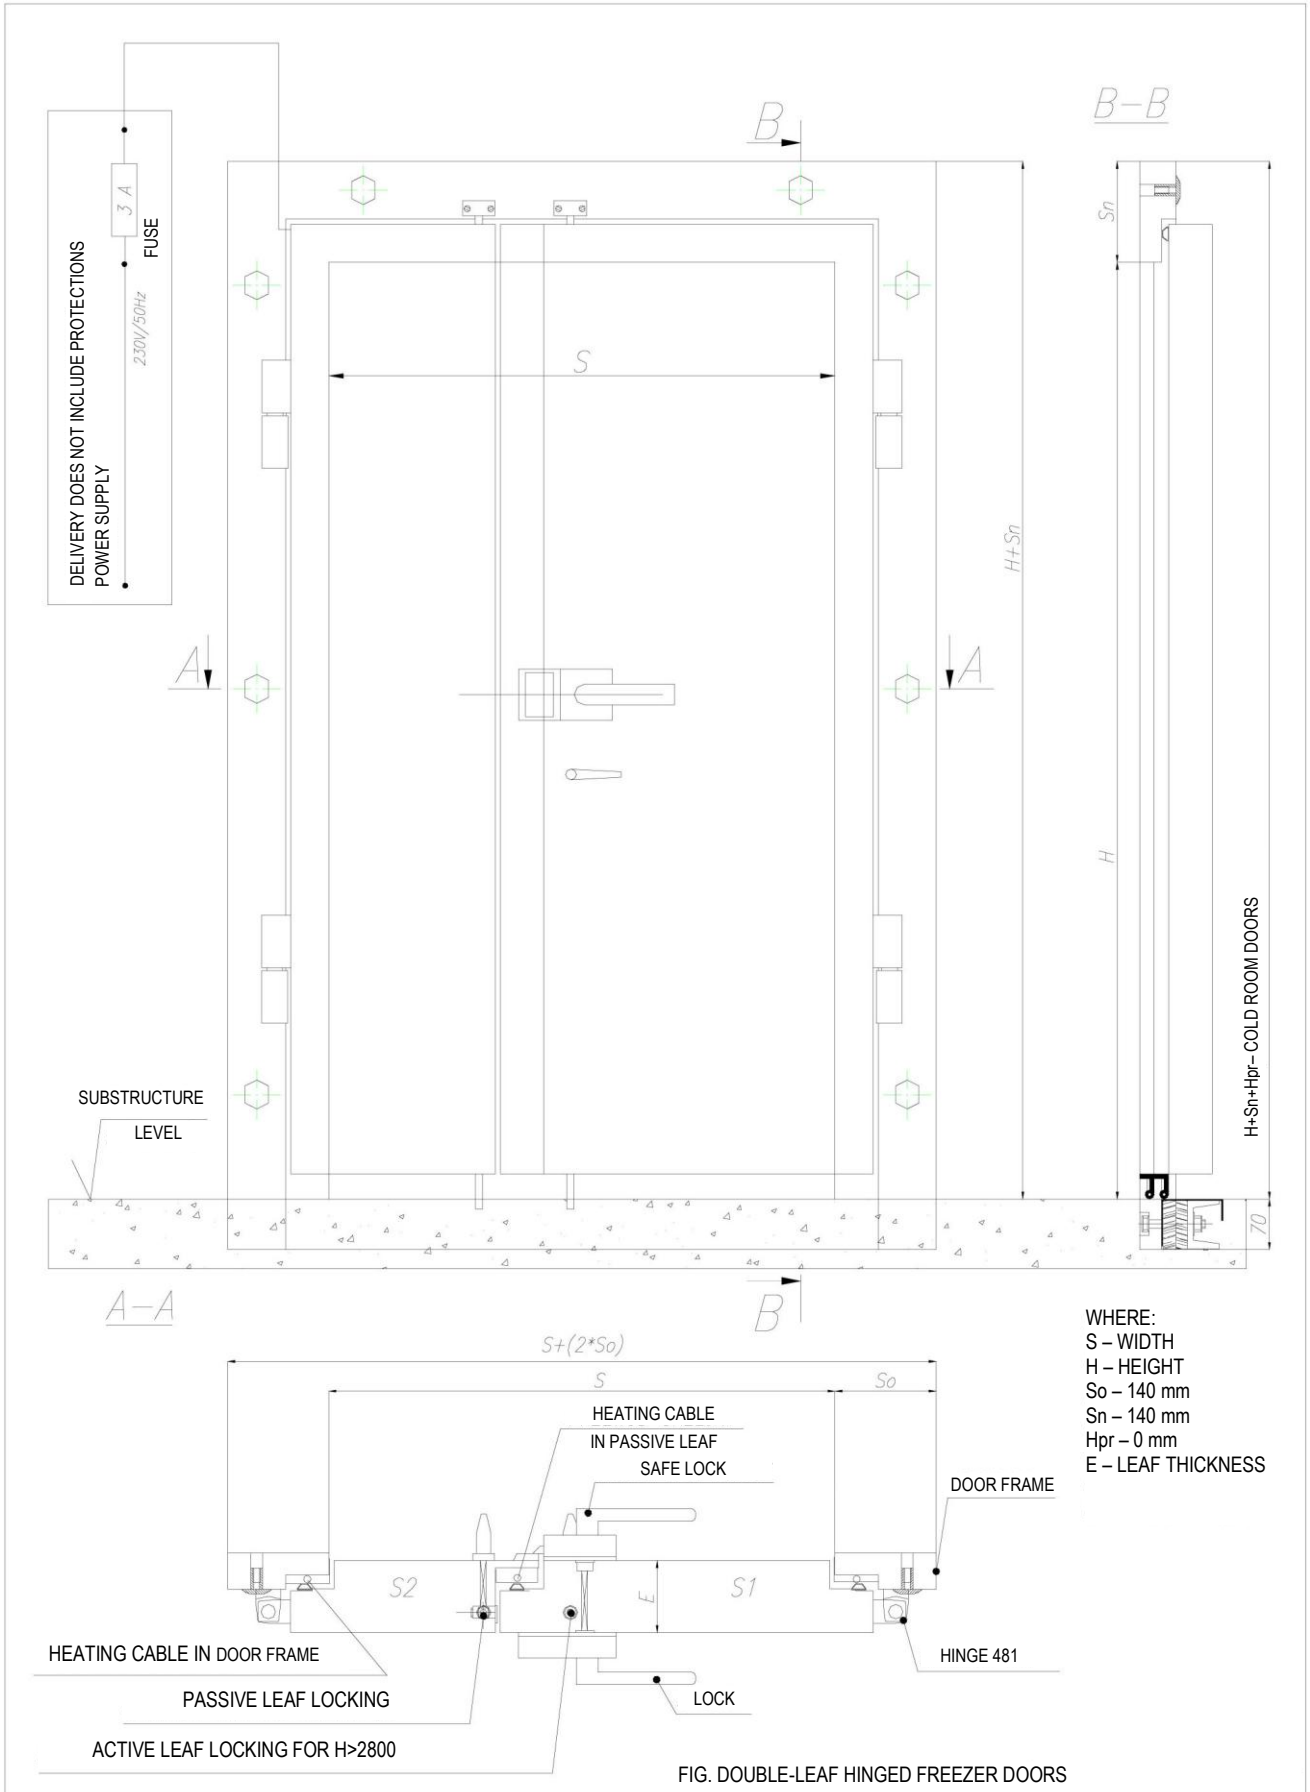 B-B
B
3 A
FUSE
230V/50Hz
DELIVERY DOES NOT INCLUDE PROTECTIONS
POWER SUPPLY
Sn
S
H+Sn
A
A
H
H+Sn+Hpr– COLD ROOM DOORS
SUBSTRUCTURE
LEVEL
70
A-A
B
WHERE:
S – WIDTH
H – HEIGHT
So – 140 mm
Sn – 140 mm
Hpr – 0 mm
E – LEAF THICKNESS
S+(2*So)
S
So
HEATING CABLE
IN PASSIVE LEAF
SAFE LOCK
DOOR FRAME
S2
E
S1
HEATING CABLE IN DOOR FRAME
HINGE 481
PASSIVE LEAF LOCKING
LOCK
ACTIVE LEAF LOCKING FOR H>2800
FIG. DOUBLE-LEAF HINGED FREEZER DOORS